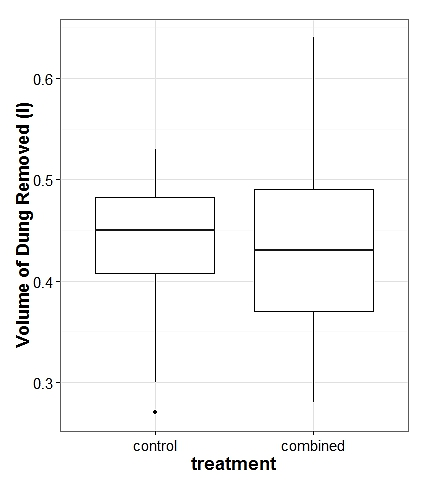 Volume of Dung Removed (l)
0.6
0.5
0.4
0.3
control combined
treatment